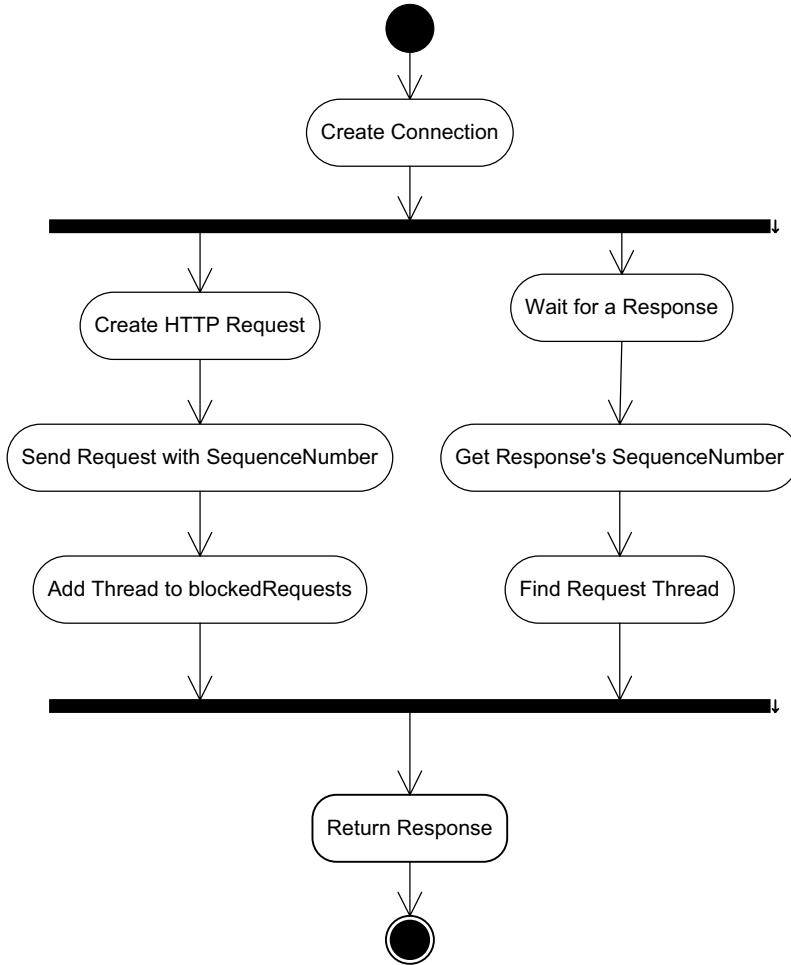 Create Connection
Create HTTP Request
Wait for a Response
Send Request with SequenceNumber
Get Response's SequenceNumber
Add Thread to blockedRequests
Find Request Thread
Return Response